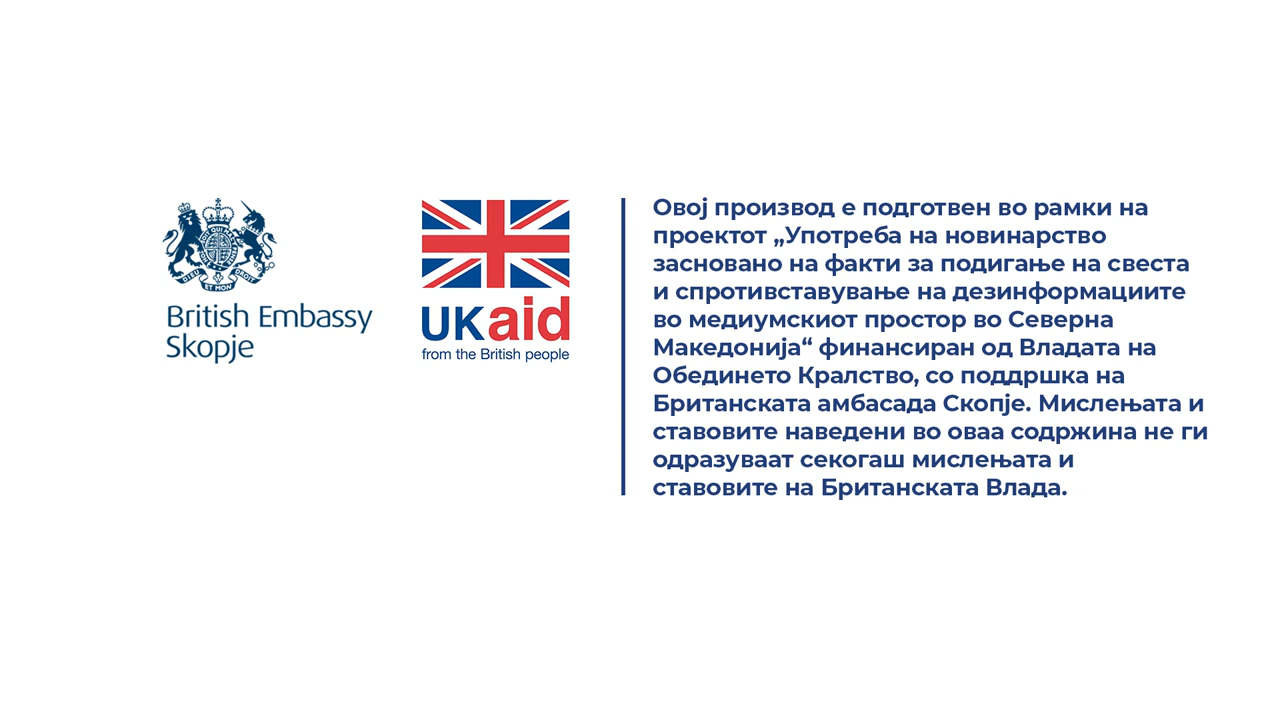 British Embassy
Skopje
UKaid
from the British people
Овој производ е подготвен во рамки на
проектот „Употреба на новинарство
засновано на факти за подигање на свеста
и спротивставување на дезинформациите
во медиумскиот простор во Северна
Македонија“ финансиран од Владата на
Обединето Кралство, со поддршка на
Британската амбасада Скопје. Мислењата и
ставовите наведени во оваа содржина не ги
одразуваат секогаш мислењата и
ставовите на Британската Влада.